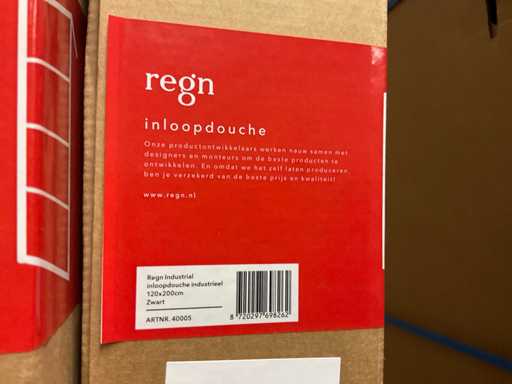 regn
inloopdouche
Onze productontwikkelaars werken nauw samen met
designers en monteurs om de beste producten te
ontwikkelen. En omdat we het zelf laten produceren,
ben je verzekerd van de beste prijs en kwaliteit!
www.regn.nl
Regn Industrial
inloopdouche industrieel
120x200cm
Zwart
ARTNR. 40005
8 720297 698262